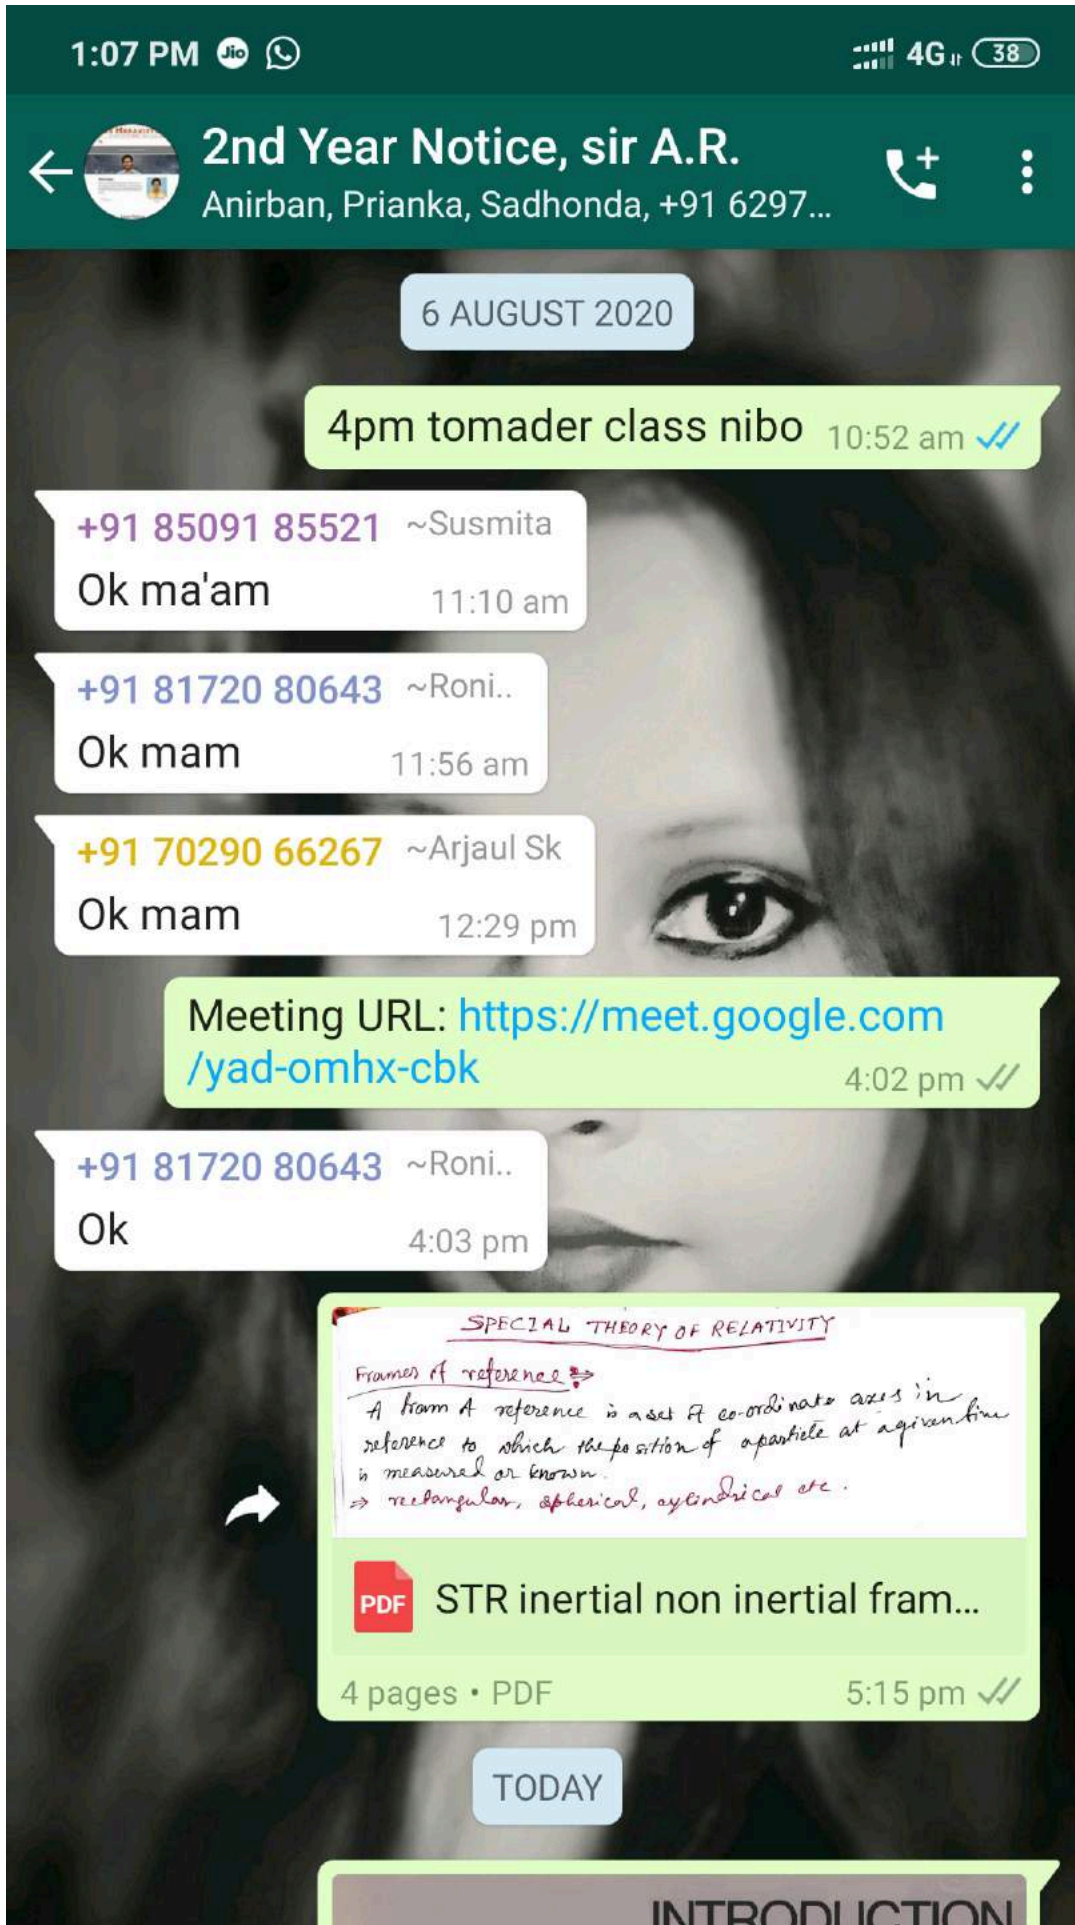 1:07 PM Jio 4G 38
2nd Year Notice, sir A.R.
Anirban, Prianka, Sadhonda, +91 6297...
6 AUGUST 2020
4pm tomader class nibo 10:52 am
+91 85091 85521 ~Susmita
Ok ma'am 11:10 am
+91 81720 80643 ~Roni..
Ok mam 11:56 am
+91 70290 66267 ~Arjaul Sk
Ok mam 12:29 pm
Meeting URL: https://meet.google.com
/yad-omhx-cbk 4:02 pm
+91 81720 80643 ~Roni..
Ok 4:03 pm
SPECIAL THEORY OF RELATIVITY
Frames of reference
A fram of reference is a set of co-ordinate axes in
reference to which the position of a particle at a given time
is measured or known.
⇒ rectangular, spherical, cylindrical etc.
PDF STR inertial non inertial fram...
4 pages • PDF 5:15 pm
TODAY
INTRODUCTION